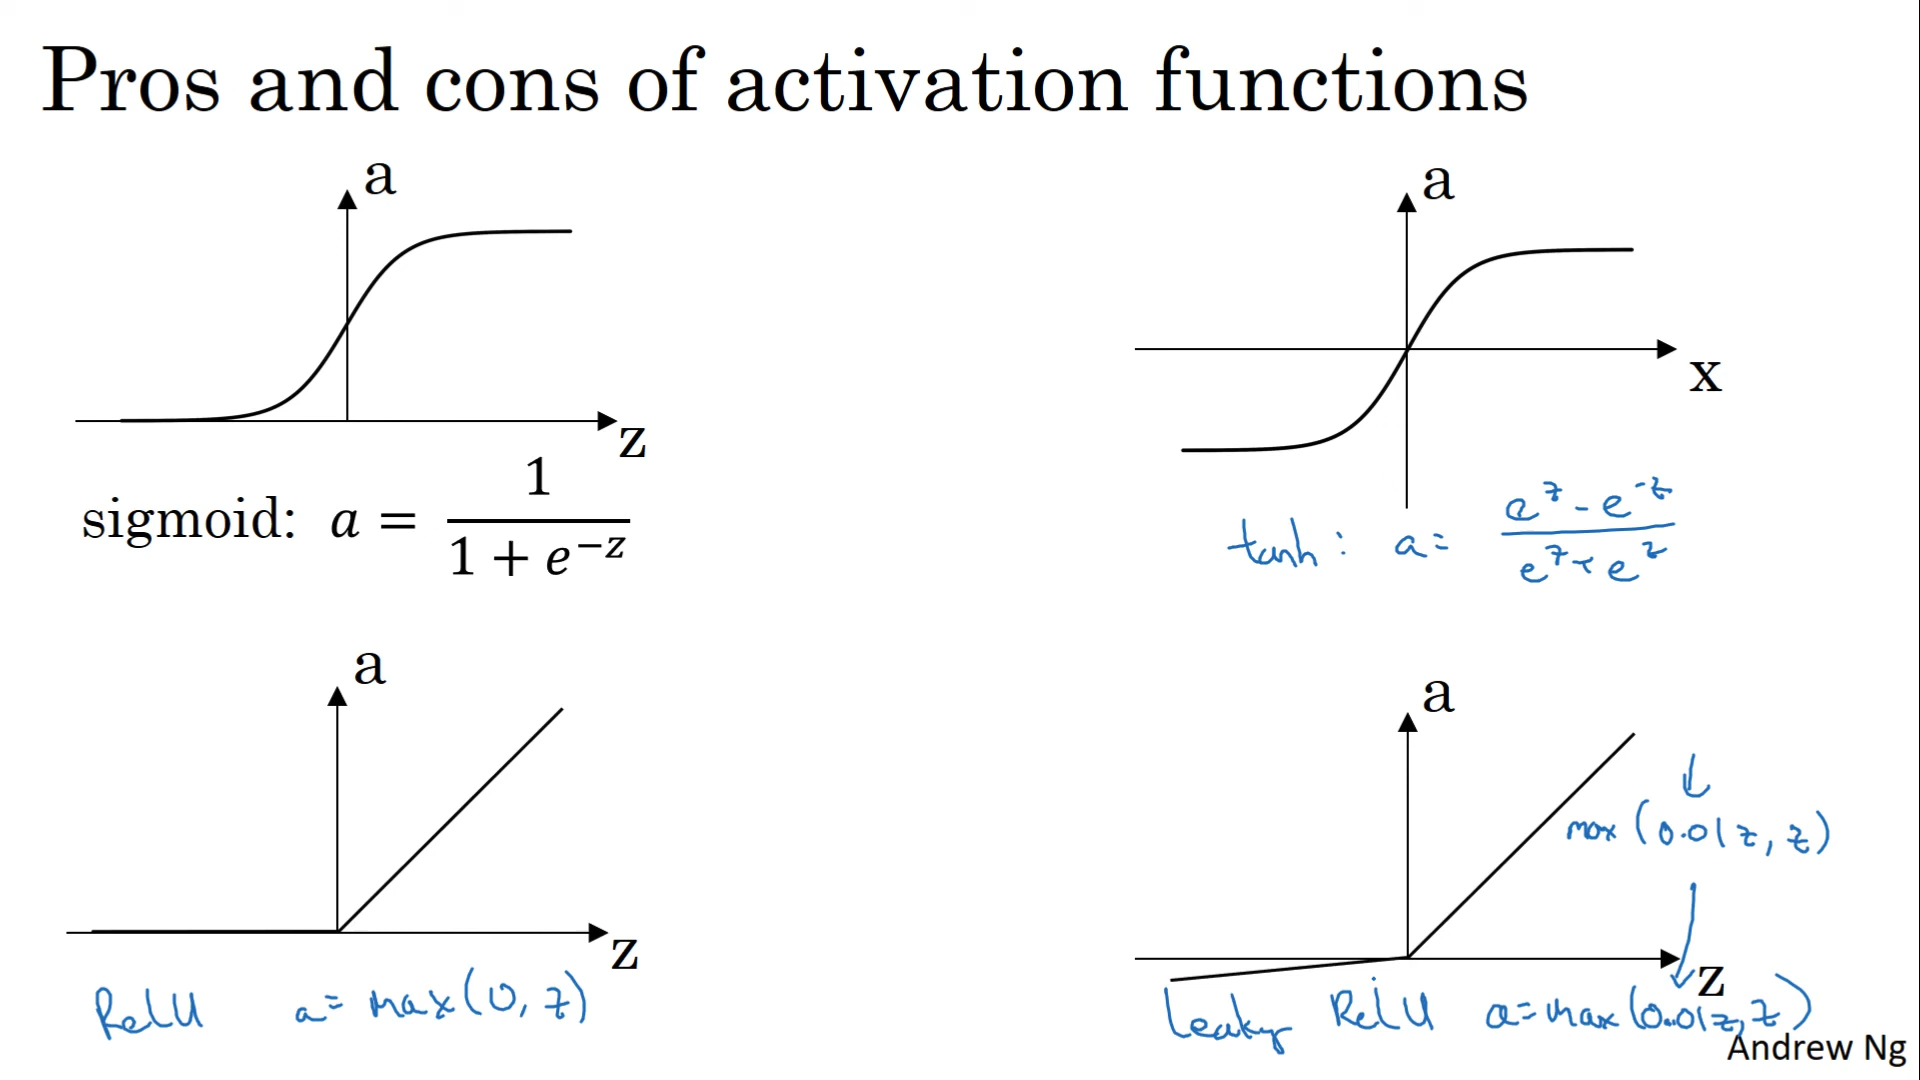 Pros and cons of activation functions
a
z
sigmoid: a = 1 / (1 + e^−z)
a
x
tanh: a = (e^z - e^-z) / (e^z + e^z)
a
z
ReLU a = max(0, z)
a
max(0.01z, z)
z
Leaky ReLU a=max(0.01z, z)
Andrew Ng